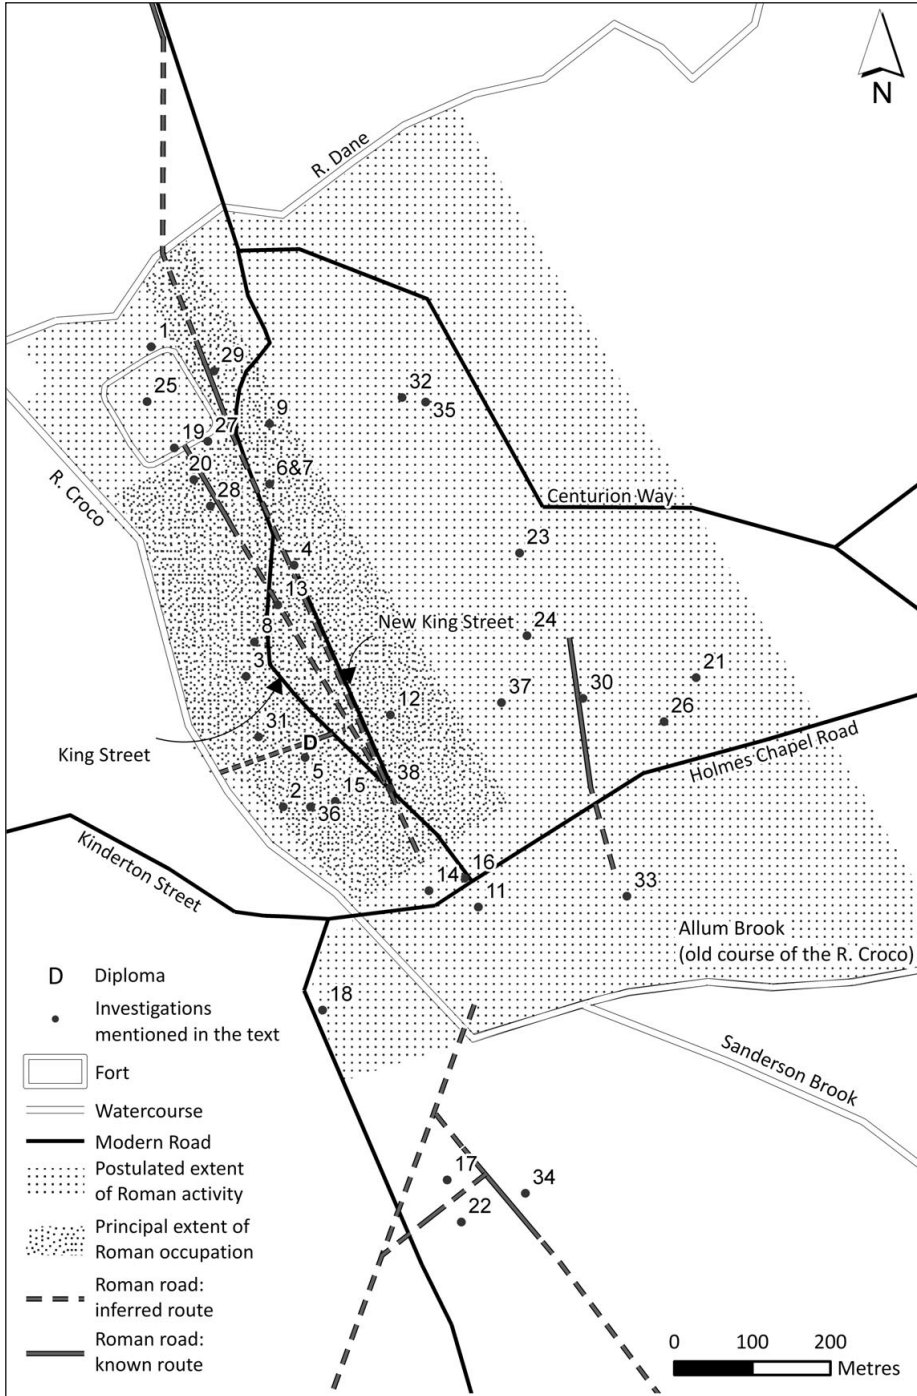 N
R. Dane
1
29
25
32
35
9
27
19
6&7
20
28
R. Croco
Centurion Way
23
4
13
New King Street
8
24
3
21
30
37
12
26
31
King Street
D
Holmes Chapel Road
5
38
15
2
36
Kinderton Street
16
14
11
33
Allum Brook
(old course of the R. Croco)
18
Sanderson Brook
17
34
22
D Diploma
Investigations
mentioned in the text
Fort
Watercourse
Modern Road
Postulated extent
of Roman activity
Principal extent of
Roman occupation
Roman road:
inferred route
Roman road:
known route
0 100 200
Metres